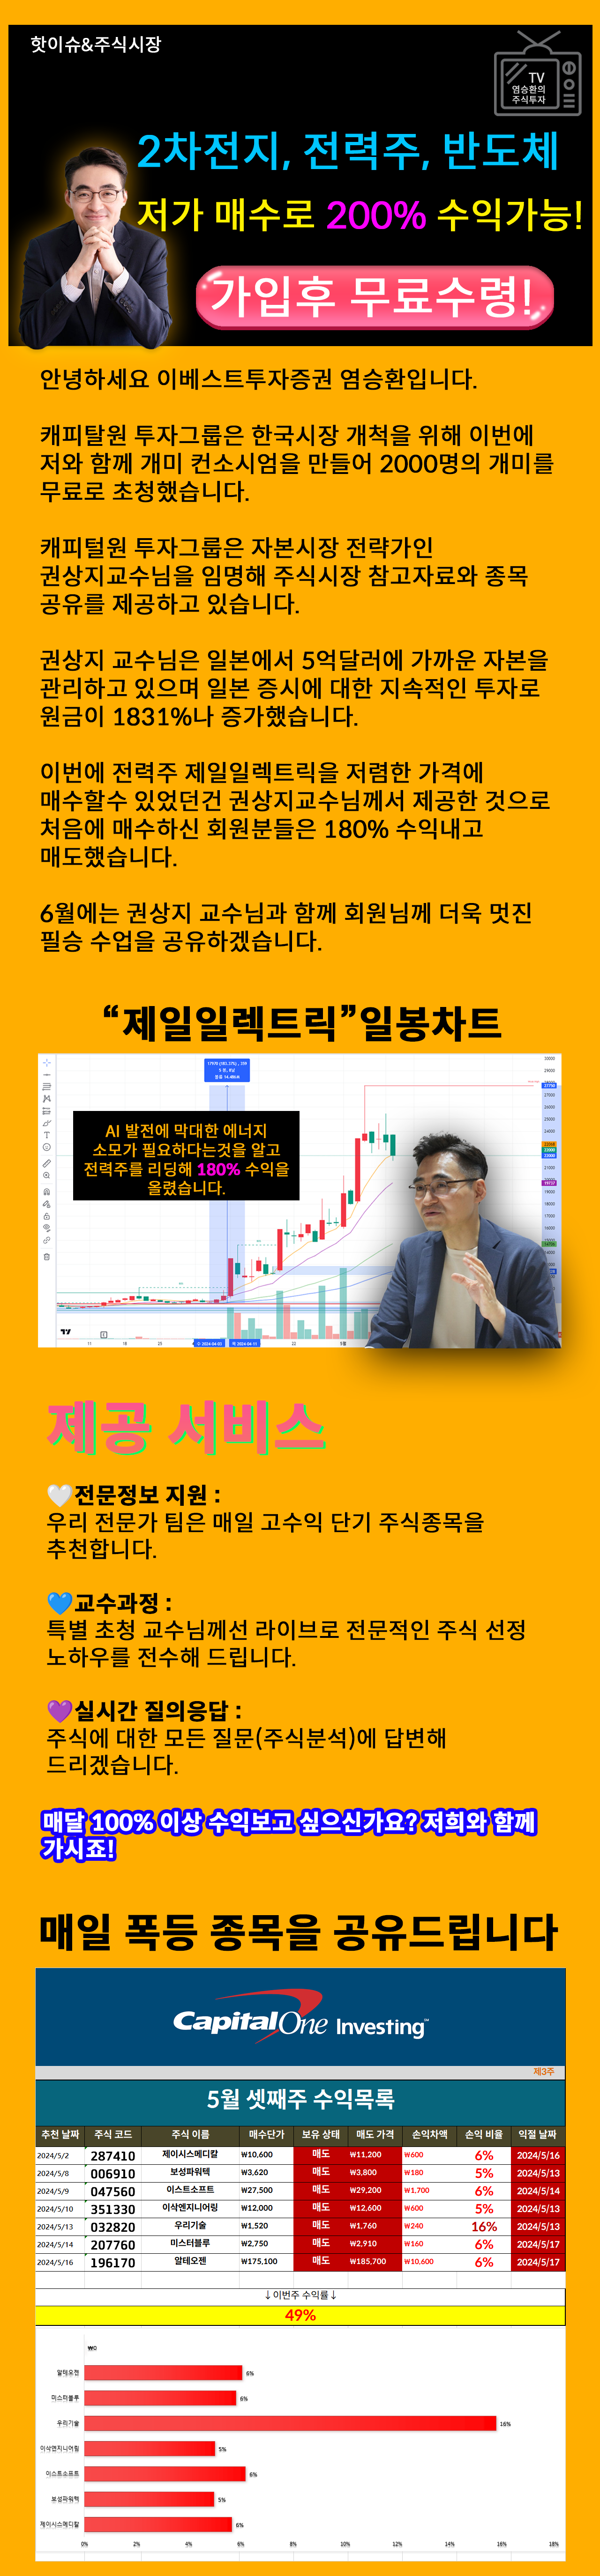 핫이슈&주식시장
TV
염승환의
주식투자
2차전지, 전력주, 반도체
저가 매수로 200% 수익가능!
가입후 무료수령!
안녕하세요 이베스트투자증권 염승환입니다.
캐피탈원 투자그룹은 한국시장 개척을 위해 이번에
저와 함께 개미 컨소시엄을 만들어 2000명의 개미를
무료로 초청했습니다.
캐피털원 투자그룹은 자본시장 전략가인
권상지교수님을 임명해 주식시장 참고자료와 종목
공유를 제공하고 있습니다.
권상지 교수님은 일본에서 5억달러에 가까운 자본을
관리하고 있으며 일본 증시에 대한 지속적인 투자로
원금이 1831%나 증가했습니다.
이번에 전력주 제일일렉트릭을 저렴한 가격에
매수할수 있었던건 권상지교수님께서 제공한 것으로
처음에 매수하신 회원분들은 180% 수익내고
매도했습니다.
6월에는 권상지 교수님과 함께 회원님께 더욱 멋진
필승 수업을 공유하겠습니다.
“제일일렉트릭”일봉차트
AI 발전에 막대한 에너지
소모가 필요하다는것을 알고
전력주를 리딩해 180% 수익을
올렸습니다.
제공 서비스
🤍전문정보 지원 :
우리 전문가 팀은 매일 고수익 단기 주식종목을
추천합니다.
💙교수과정 :
특별 초청 교수님께선 라이브로 전문적인 주식 선정
노하우를 전수해 드립니다.
💜실시간 질의응답 :
주식에 대한 모든 질문(주식분석)에 답변해
드리겠습니다.
매달 100% 이상 수익보고 싶으신가요? 저희와 함께
가시죠!
매일 폭등 종목을 공유드립니다
CapitalOne Investing
제3주
5월 셋째주 수익목록
추천 날짜 주식 코드 주식 이름 매수단가 보유 상태 매도 가격 손익차액 손익 비율 익절 날짜
2024/5/2 287410 제이시스메디칼 ₩10,600 매도 ₩11,200 ₩600 6% 2024/5/16
2024/5/8 006910 보성파워텍 ₩3,620 매도 ₩3,800 ₩180 5% 2024/5/13
2024/5/9 047560 이스트소프트 ₩27,500 매도 ₩29,200 ₩1,700 6% 2024/5/14
2024/5/10 351330 이삭엔지니어링 ₩12,000 매도 ₩12,600 ₩600 5% 2024/5/13
2024/5/13 032820 우리기술 ₩1,520 매도 ₩1,760 ₩240 16% 2024/5/13
2024/5/14 207760 미스터블루 ₩2,750 매도 ₩2,910 ₩160 6% 2024/5/17
2024/5/16 196170 알테오젠 ₩175,100 매도 ₩185,700 ₩10,600 6% 2024/5/17
↓이번주 수익률↓
49%
₩0
알테오젠 6%
미스터블루 6%
우리기술 16%
이삭엔지니어링 5%
이스트소프트 6%
보성파워텍 5%
제이시스메디칼 6%
0% 2% 4% 6% 8% 10% 12% 14% 16% 18%